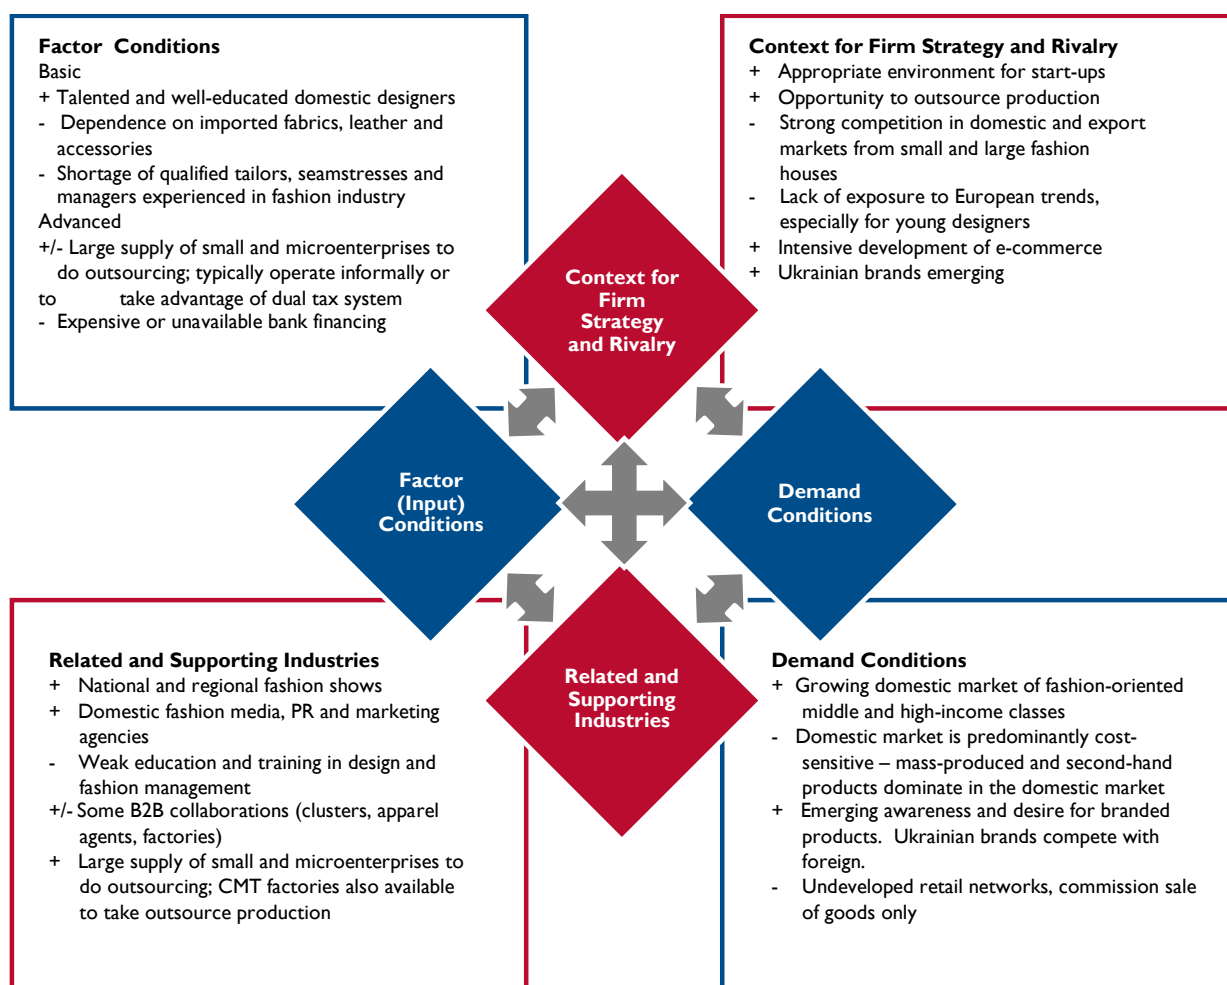 Factor Conditions
Basic
+ Talented and well-educated domestic designers
- Dependence on imported fabrics, leather and
accessories
- Shortage of qualified tailors, seamstresses and
managers experienced in fashion industry
Advanced
+/- Large supply of small and microenterprises to
do outsourcing; typically operate informally or
to take advantage of dual tax system
- Expensive or unavailable bank financing
Context for Firm Strategy and Rivalry
+ Appropriate environment for start-ups
+ Opportunity to outsource production
- Strong competition in domestic and export
markets from small and large fashion
houses
- Lack of exposure to European trends,
especially for young designers
+ Intensive development of e-commerce
+ Ukrainian brands emerging
Context for
Firm
Strategy
and Rivalry
Factor
(Input)
Conditions
Demand
Conditions
Related and
Supporting
Industries
Related and Supporting Industries
+ National and regional fashion shows
+ Domestic fashion media, PR and marketing
agencies
- Weak education and training in design and
fashion management
+/- Some B2B collaborations (clusters, apparel
agents, factories)
+ Large supply of small and microenterprises to
do outsourcing; CMT factories also available
to take outsource production
Demand Conditions
+ Growing domestic market of fashion-oriented
middle and high-income classes
- Domestic market is predominantly cost-
sensitive – mass-produced and second-hand
products dominate in the domestic market
+ Emerging awareness and desire for branded
products. Ukrainian brands compete with
foreign.
- Undeveloped retail networks, commission sale
of goods only